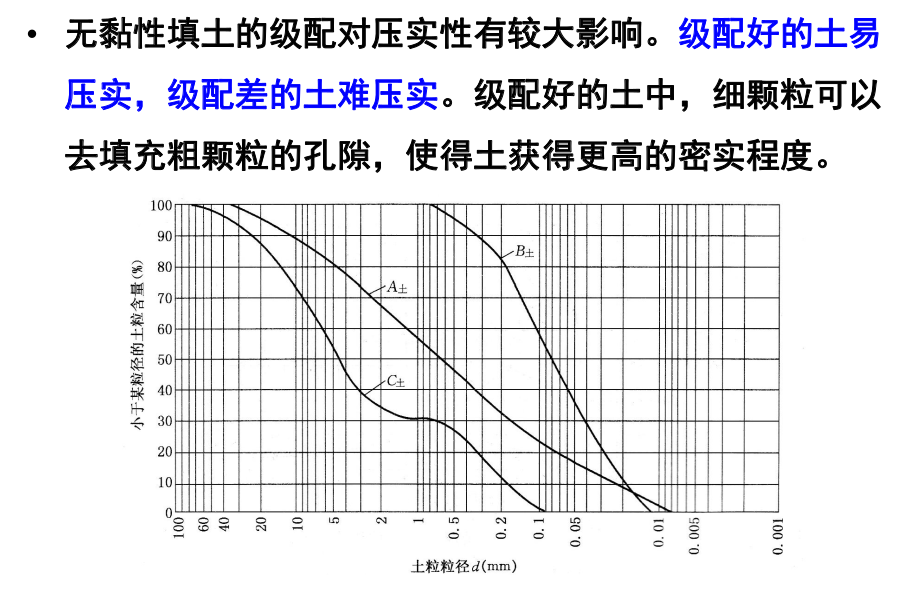 • 无黏性填土的级配对压实性有较大影响。级配好的土易
压实，级配差的土难压实。级配好的土中，细颗粒可以
去填充粗颗粒的孔隙，使得土获得更高的密实程度。
小于某粒径的土粒含量(%)
100
90
80
70
60
50
40
30
20
10
0
A土
B土
C土
100 60 40 20 10 5 2 1 0.5 0.2 0.1 0.05 0.01 0.005 0.001
土粒粒径d(mm)